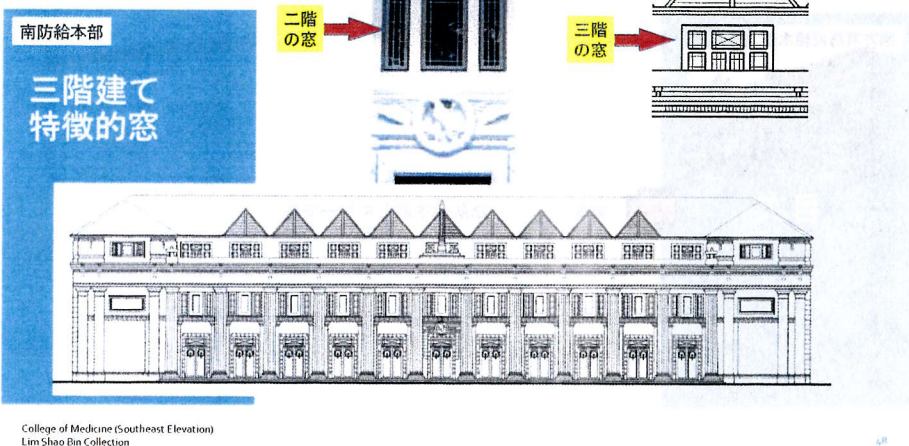 南防給本部
三階建て
特徴的窓
二階
の窓
三階
の窓
College of Medicine (Southeast Elevation)
Lim Shao Bin Collection